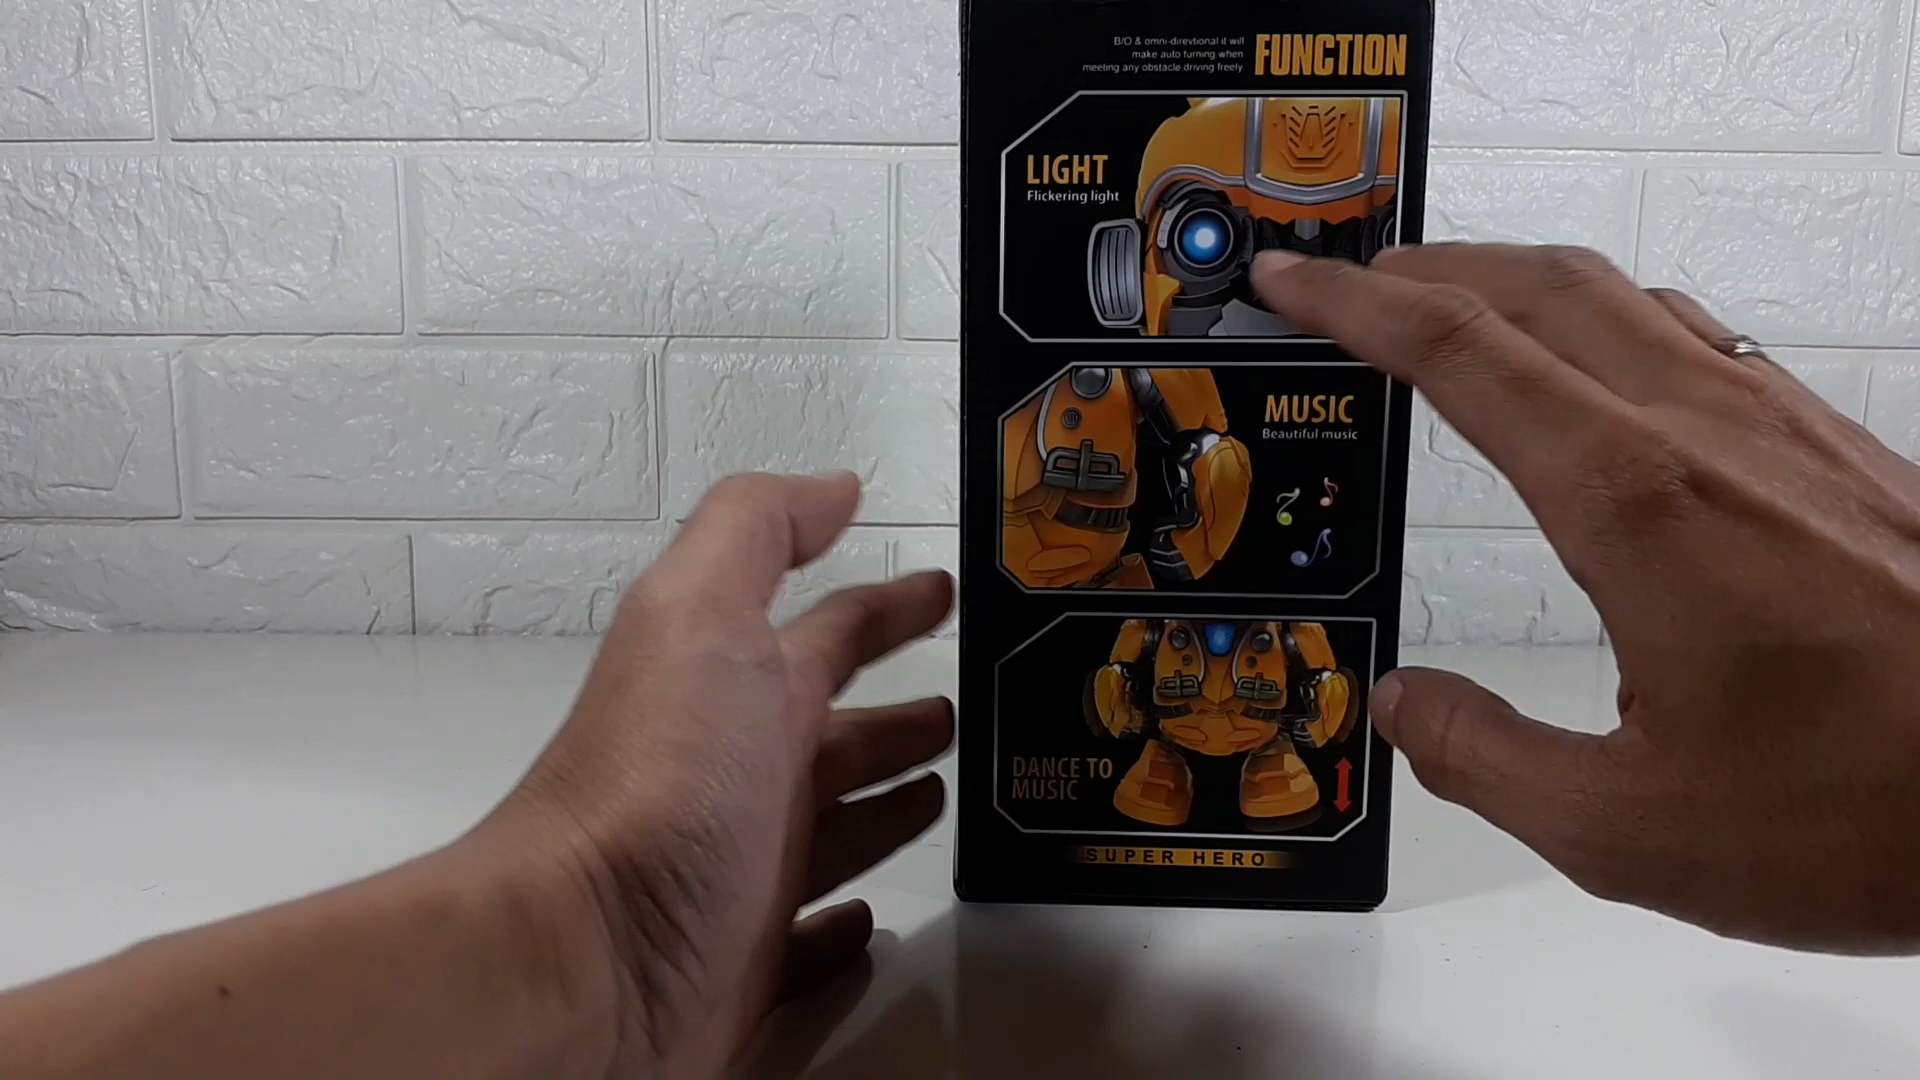 B/O & omni-direvtional it will
make auto turning when
meeting any obstacle, driving freely
FUNCTION
LIGHT
Flickering light
MUSIC
Beautiful music
DANCE TO
MUSIC
SUPER HERO